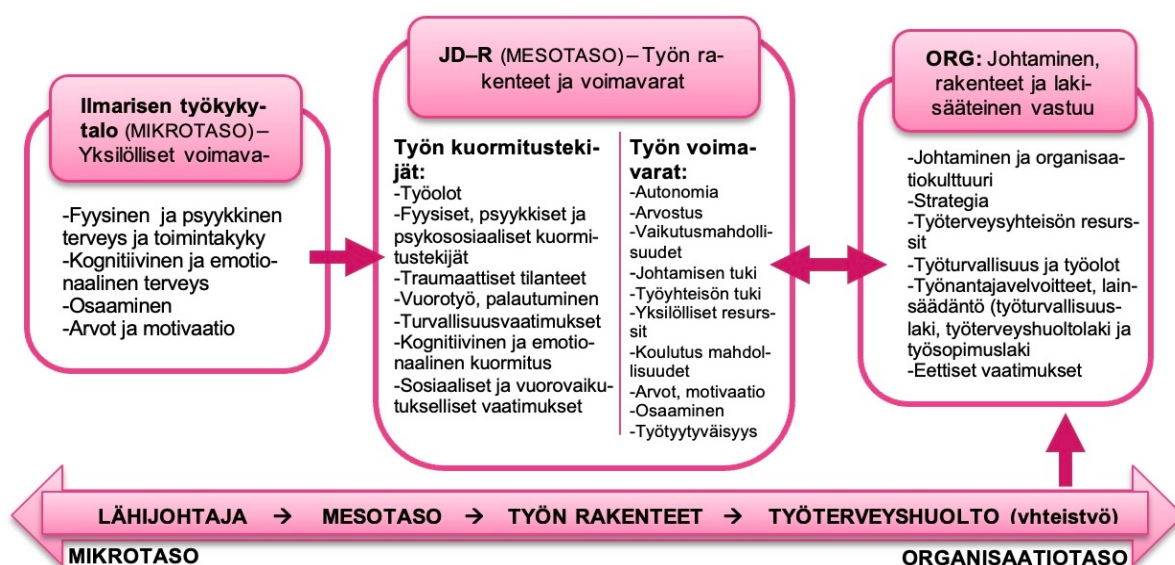 Ilmarisen työkyky-
talo (MIKROTASO) –
Yksilölliset voimava-
-Fyysinen ja psyykkinen
terveys ja toimintakyky
-Kognitiivinen ja emotio-
naalinen terveys
-Osaaminen
-Arvot ja motivaatio
JD–R (MESOTASO) – Työn ra-
kenteet ja voimavarat
Työn kuormitusteki-
jät:
-Työolot
-Fyysiset, psyykkiset ja
psykososiaaliset kuormi-
tustekijät
-Traumaattiset tilanteet
-Vuorotyö, palautuminen
-Turvallisuusvaatimukset
-Kognitiivinen ja emotio-
naalinen kuormitus
-Sosiaaliset ja vuorovaiku-
tukselliset vaatimukset
Työn voima-
varat:
-Autonomia
-Arvostus
-Vaikutusmahdolli-
suudet
-Johtamisen tuki
-Työyhteisön tuki
-Yksilölliset resurs-
sit
-Koulutus mahdol-
lisuudet
-Arvot, motivaatio
-Osaaminen
-Työtyytyväisyys
ORG: Johtaminen,
rakenteet ja laki-
sääteinen vastuu
-Johtaminen ja organisaa-
tiokulttuuri
-Strategia
-Työterveysyhteisön resurs-
sit
-Työturvallisuus ja työolot
-Työnantajavelvoitteet, lain-
säädäntö (työturvallisuus-
laki, työterveyshuoltolaki ja
työsopimuslaki
-Eettiset vaatimukset
LÄHIJOHTAJA → MESOTASO → TYÖN RAKENTEET → TYÖTERVEYSHUOLTO (yhteistyö)
MIKROTASO ORGANISAATIOTASO